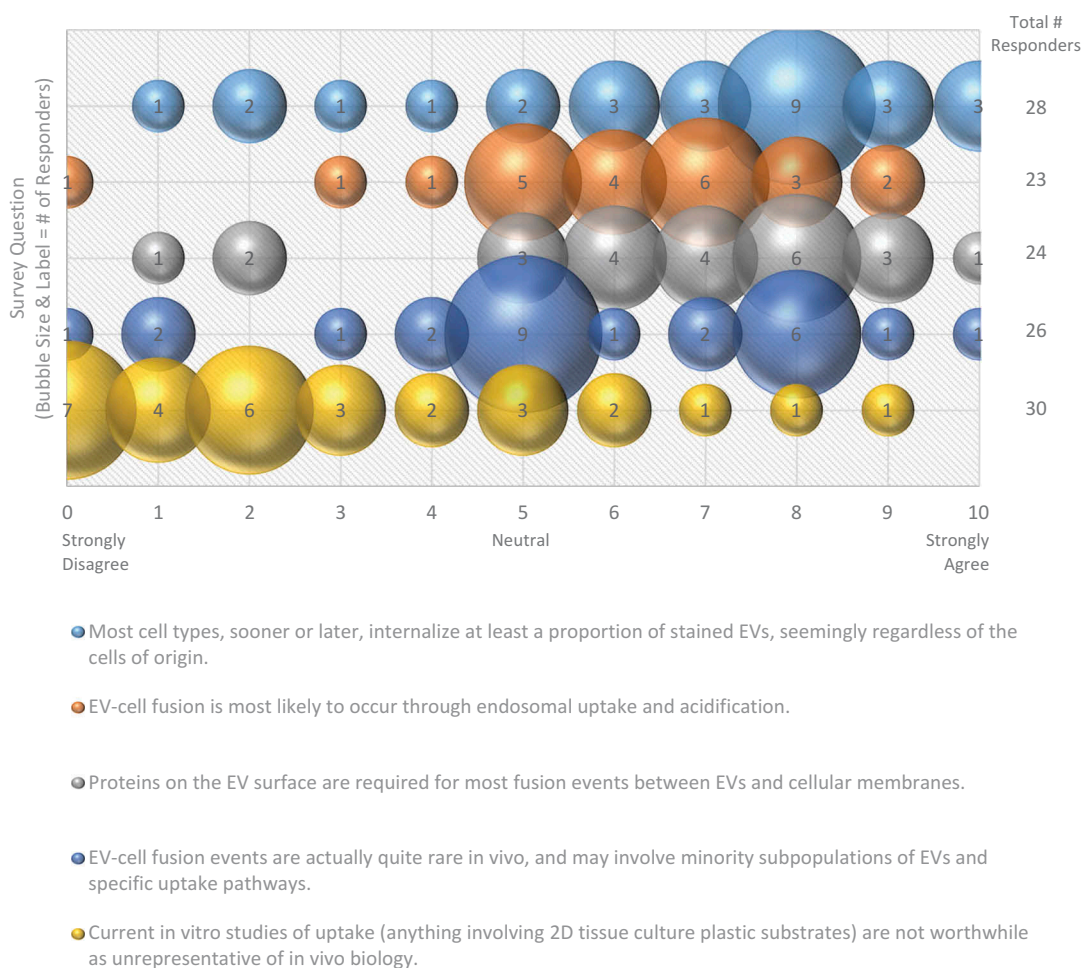 Total #
Responders
Survey Question
(Bubble Size & Label = # of Responders)
1 2 1 1 2 3 3 9 3 3 28
1 1 1 5 4 6 3 2 23
1 2 3 4 4 6 3 1 24
1 2 1 2 9 1 2 6 1 1 26
7 4 6 3 2 3 2 1 1 1 30
0 1 2 3 4 5 6 7 8 9 10
Strongly Neutral Strongly
Disagree Agree
Most cell types, sooner or later, internalize at least a proportion of stained EVs, seemingly regardless of the
cells of origin.
EV-cell fusion is most likely to occur through endosomal uptake and acidification.
Proteins on the EV surface are required for most fusion events between EVs and cellular membranes.
EV-cell fusion events are actually quite rare in vivo, and may involve minority subpopulations of EVs and
specific uptake pathways.
Current in vitro studies of uptake (anything involving 2D tissue culture plastic substrates) are not worthwhile
as unrepresentative of in vivo biology.